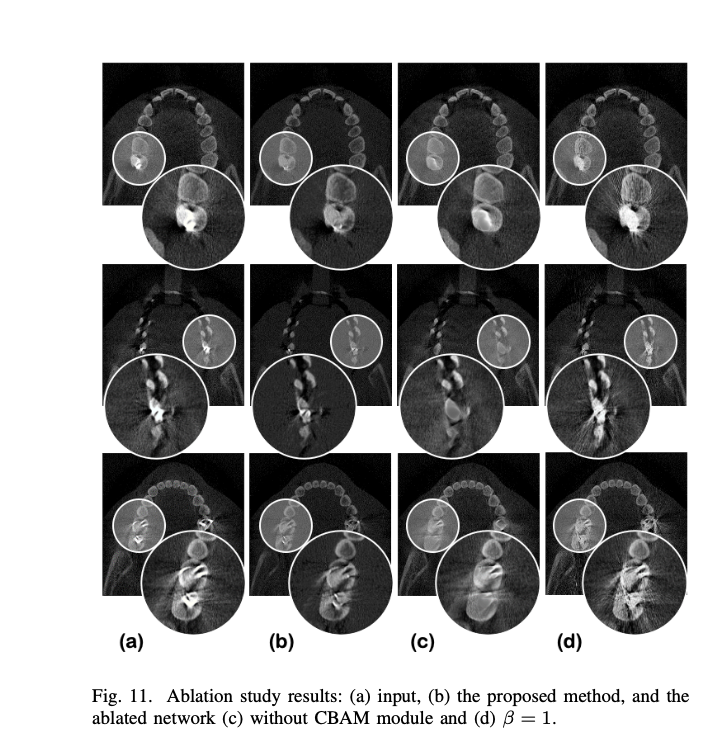 (a) (b) (c) (d)
Fig. 11. Ablation study results: (a) input, (b) the proposed method, and the
ablated network (c) without CBAM module and (d) β = 1.